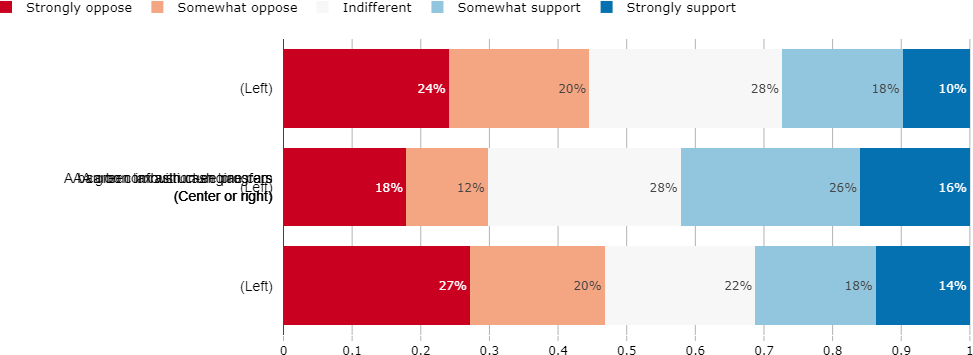 Strongly oppose Somewhat oppose Indifferent Somewhat support Strongly support
(Left)
24% 20% 28% 18% 10%
(Left)
(Center or right)
18% 12% 28% 26% 16%
(Left)
27% 20% 22% 18% 14%
0 0.1 0.2 0.3 0.4 0.5 0.6 0.7 0.8 0.9 1